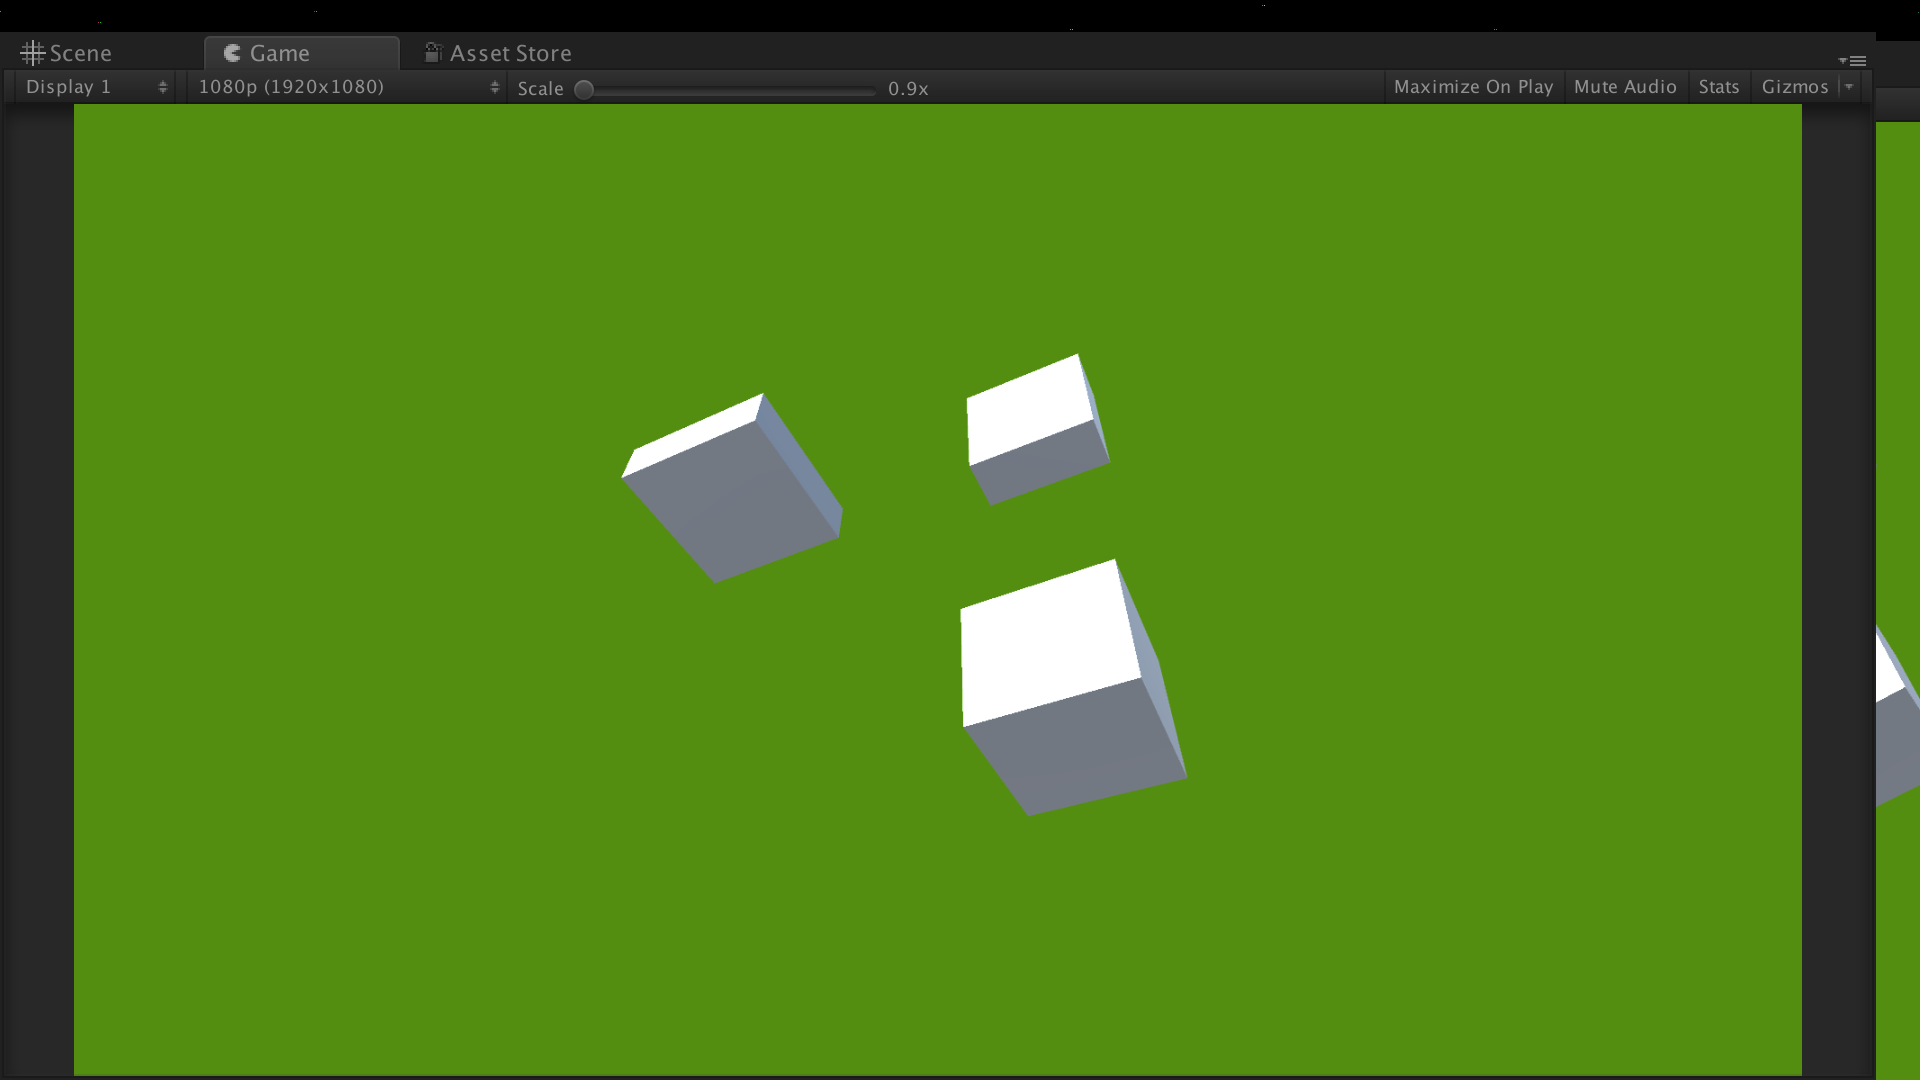 Scene Game Asset Store
Display 1 1080p (1920x1080) Scale 0.9x Maximize On Play Mute Audio Stats Gizmos